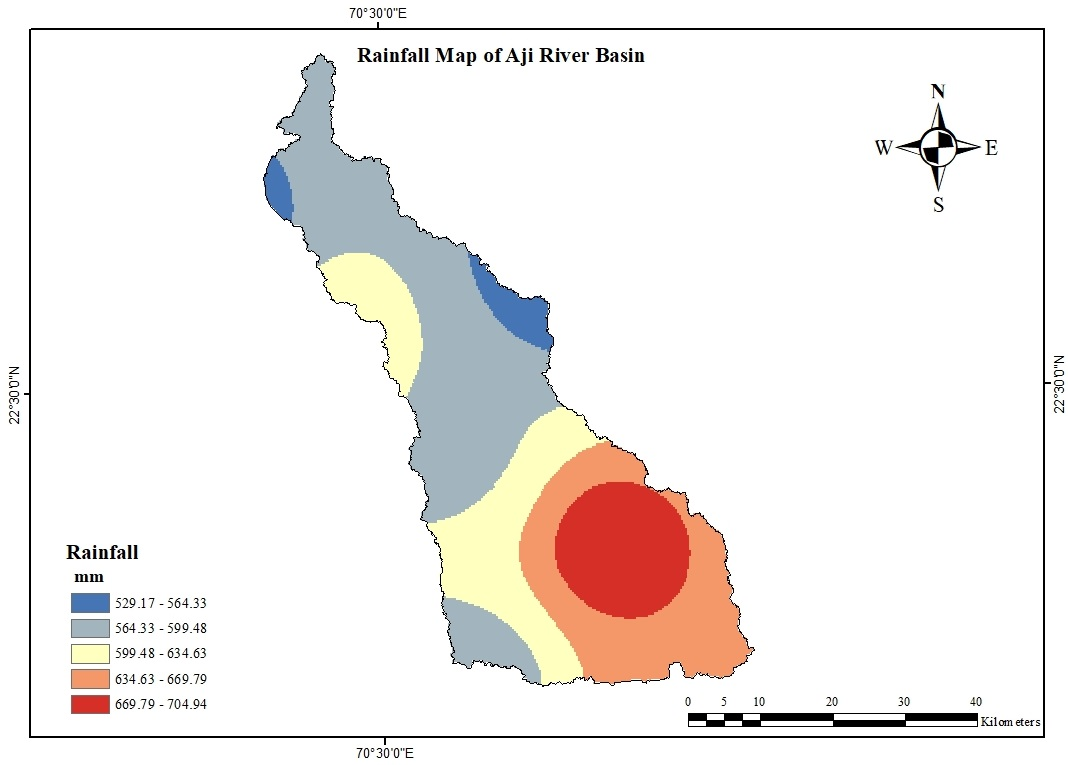 70°30'0"E
Rainfall Map of Aji River Basin
N
W E
S
22°30'0"N
22°30'0"N
Rainfall
mm
529.17 - 564.33
564.33 - 599.48
599.48 - 634.63
634.63 - 669.79
669.79 - 704.94
0 5 10 20 30 40
Kilometers
70°30'0"E